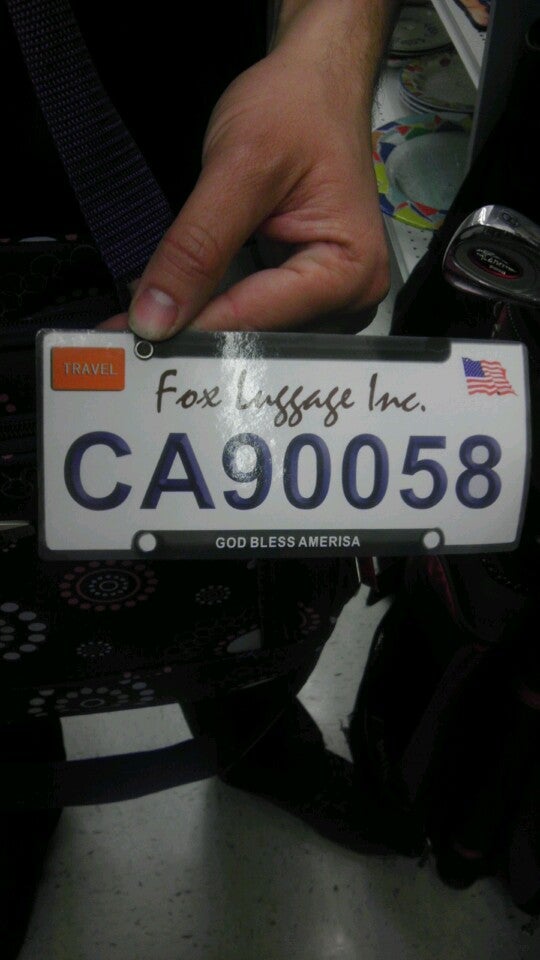 TRAVEL
Fox Luggage Inc.
CA90058
GOD BLESS AMERISA